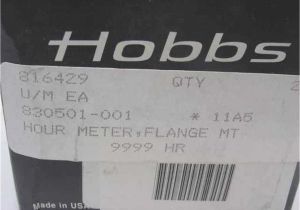 Hobbs
816429 QTY
U/M EA
830501-001 * 11A5
HOUR METER,FLANGE MT
9999 HR
Made in USA